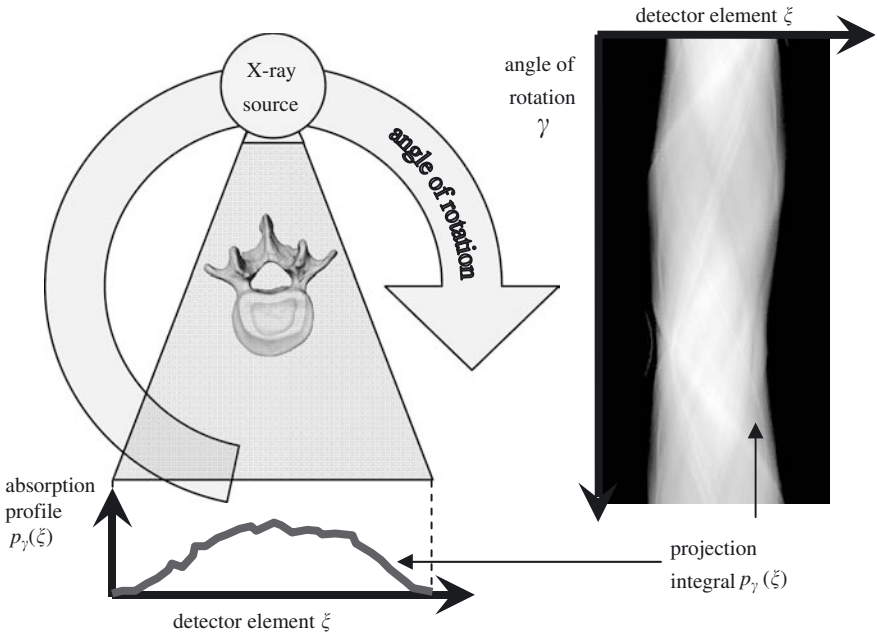 detector element ξ
X-ray
source
angle of
rotation
γ
angle of rotation
absorption
profile
pγ(ξ)
projection
integral pγ(ξ)
detector element ξ